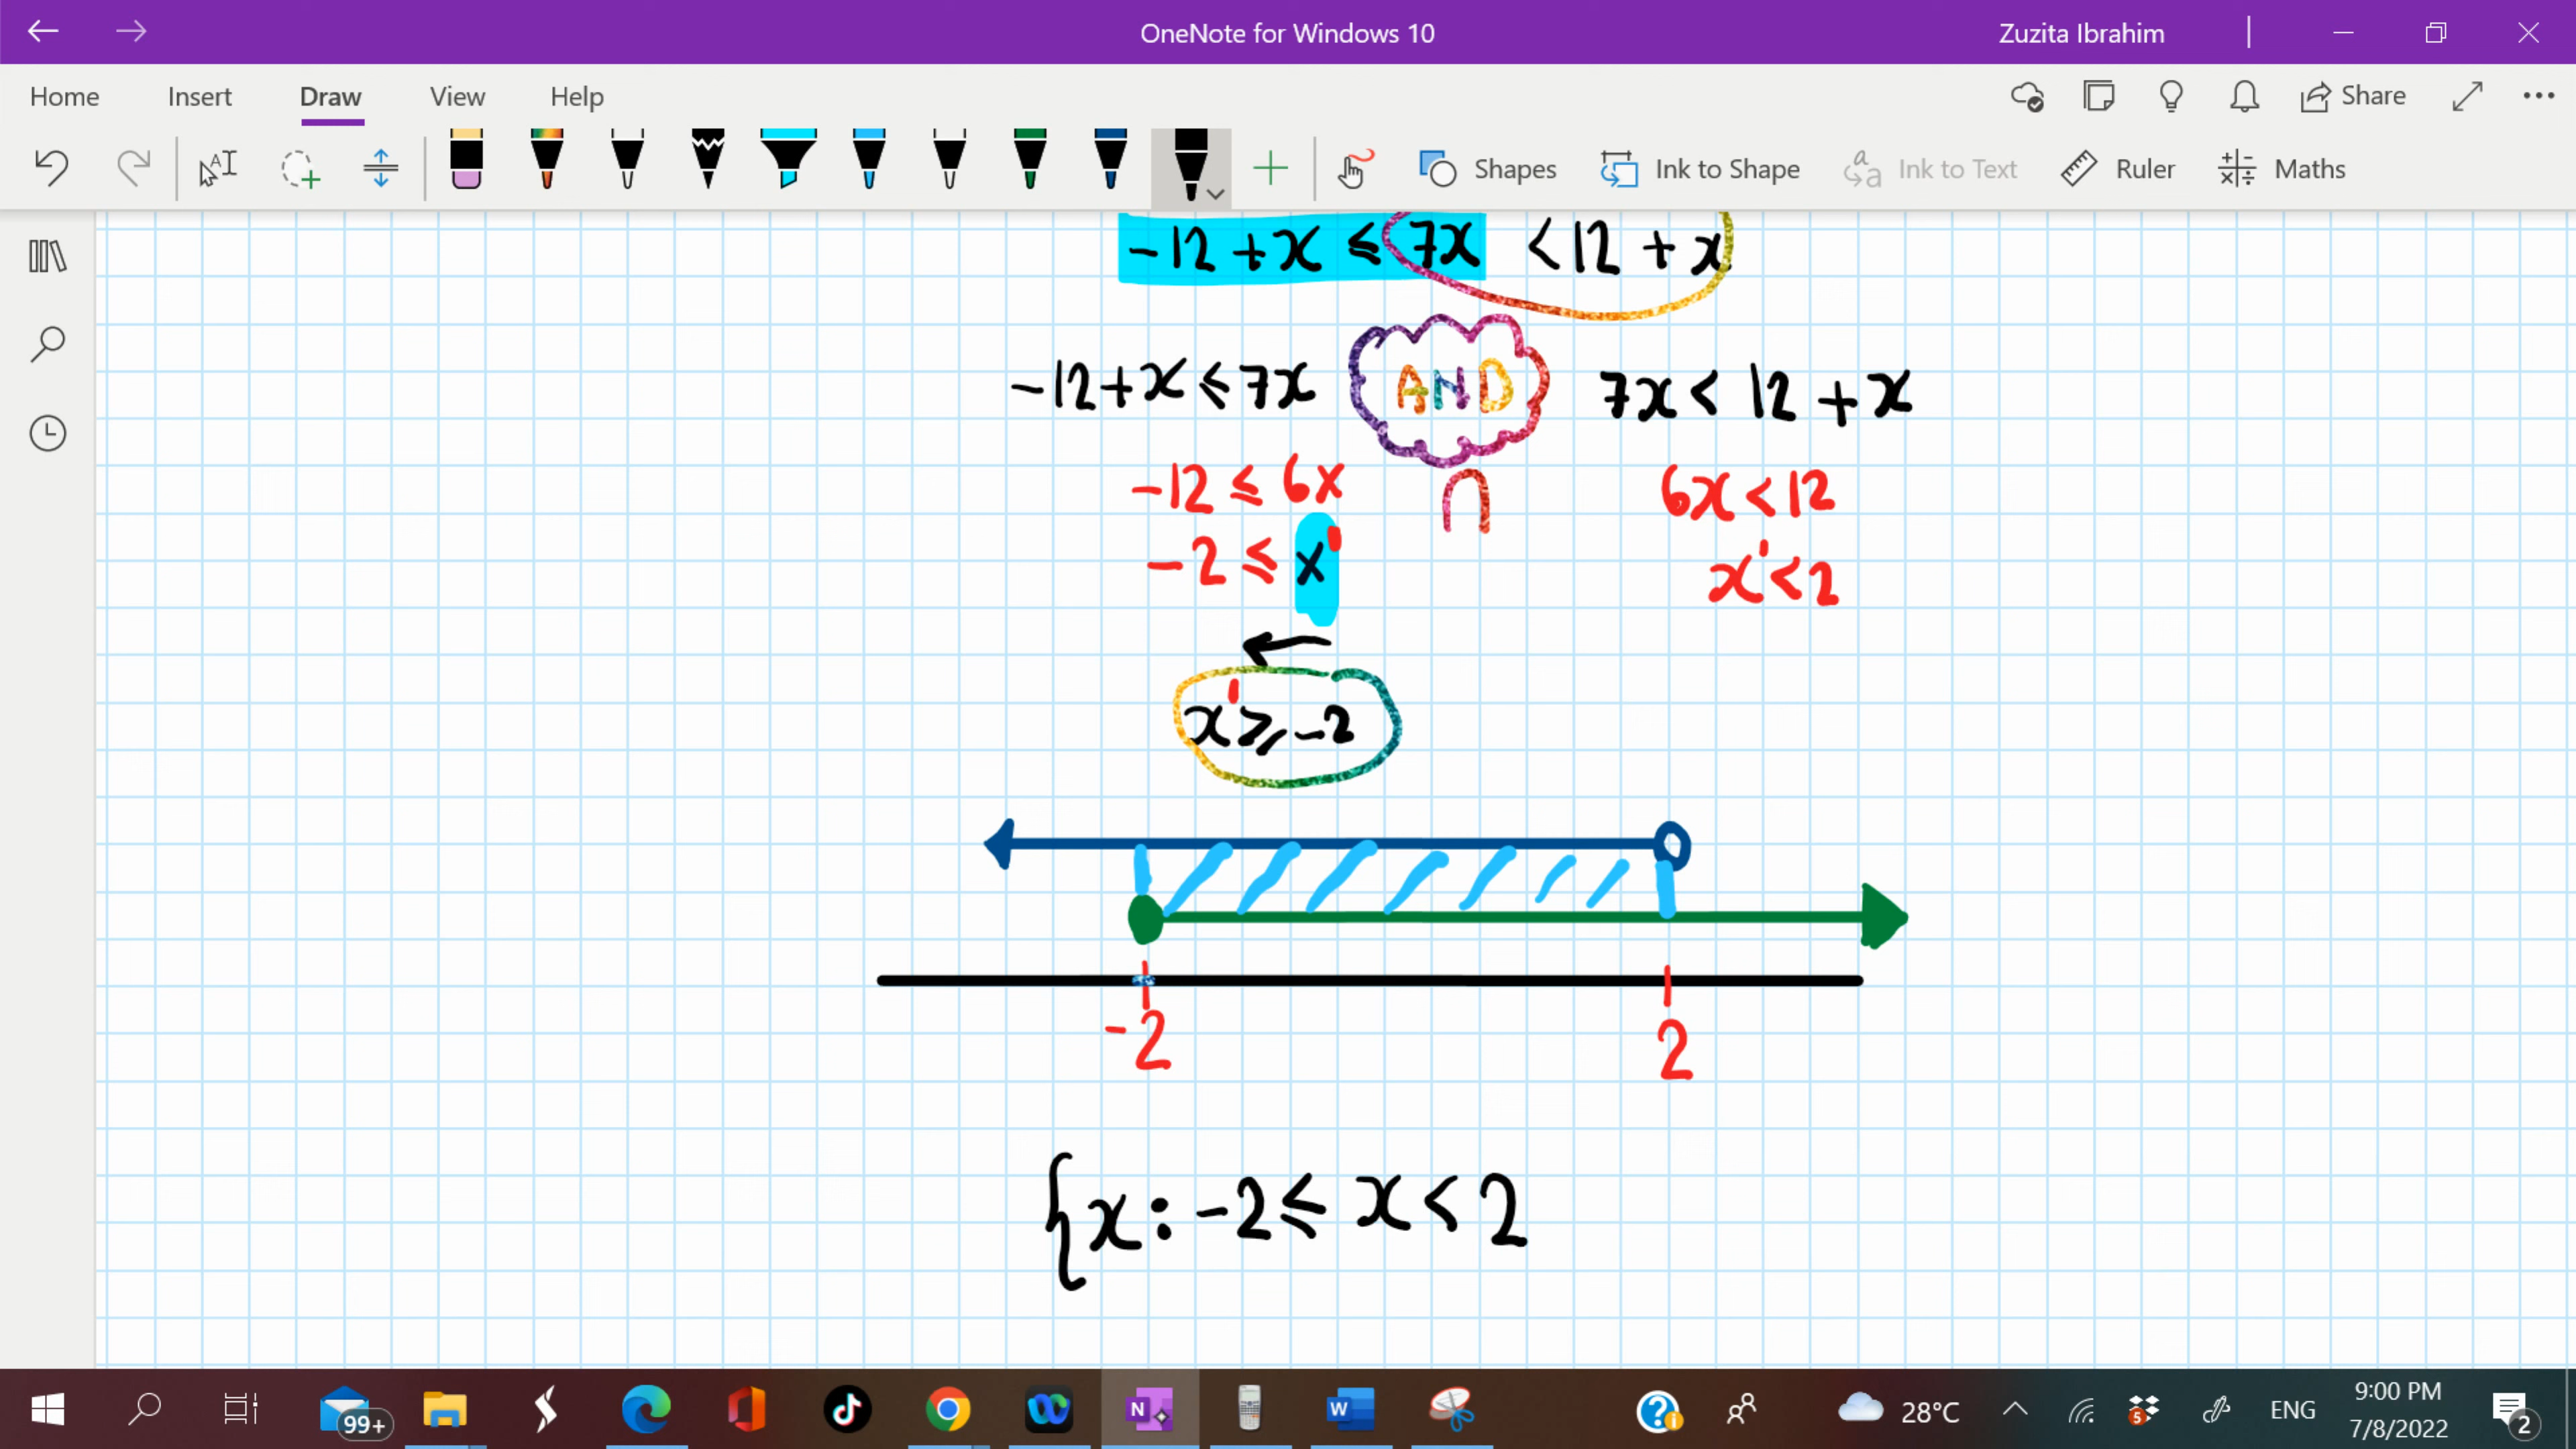 OneNote for Windows 10
Zuzita Ibrahim
Home Insert Draw View Help
Share
Shapes Ink to Shape Ink to Text Ruler Maths
-12 + x ≤ 7x < 12 + x
-12 + x ≤ 7x AND 7x < 12 + x
-12 ≤ 6x ∩ 6x < 12
-2 ≤ x x < 2
x ≥ -2
-2 2
{x : -2 ≤ x < 2
99+
28°C
5
ENG
9:00 PM
7/8/2022
2